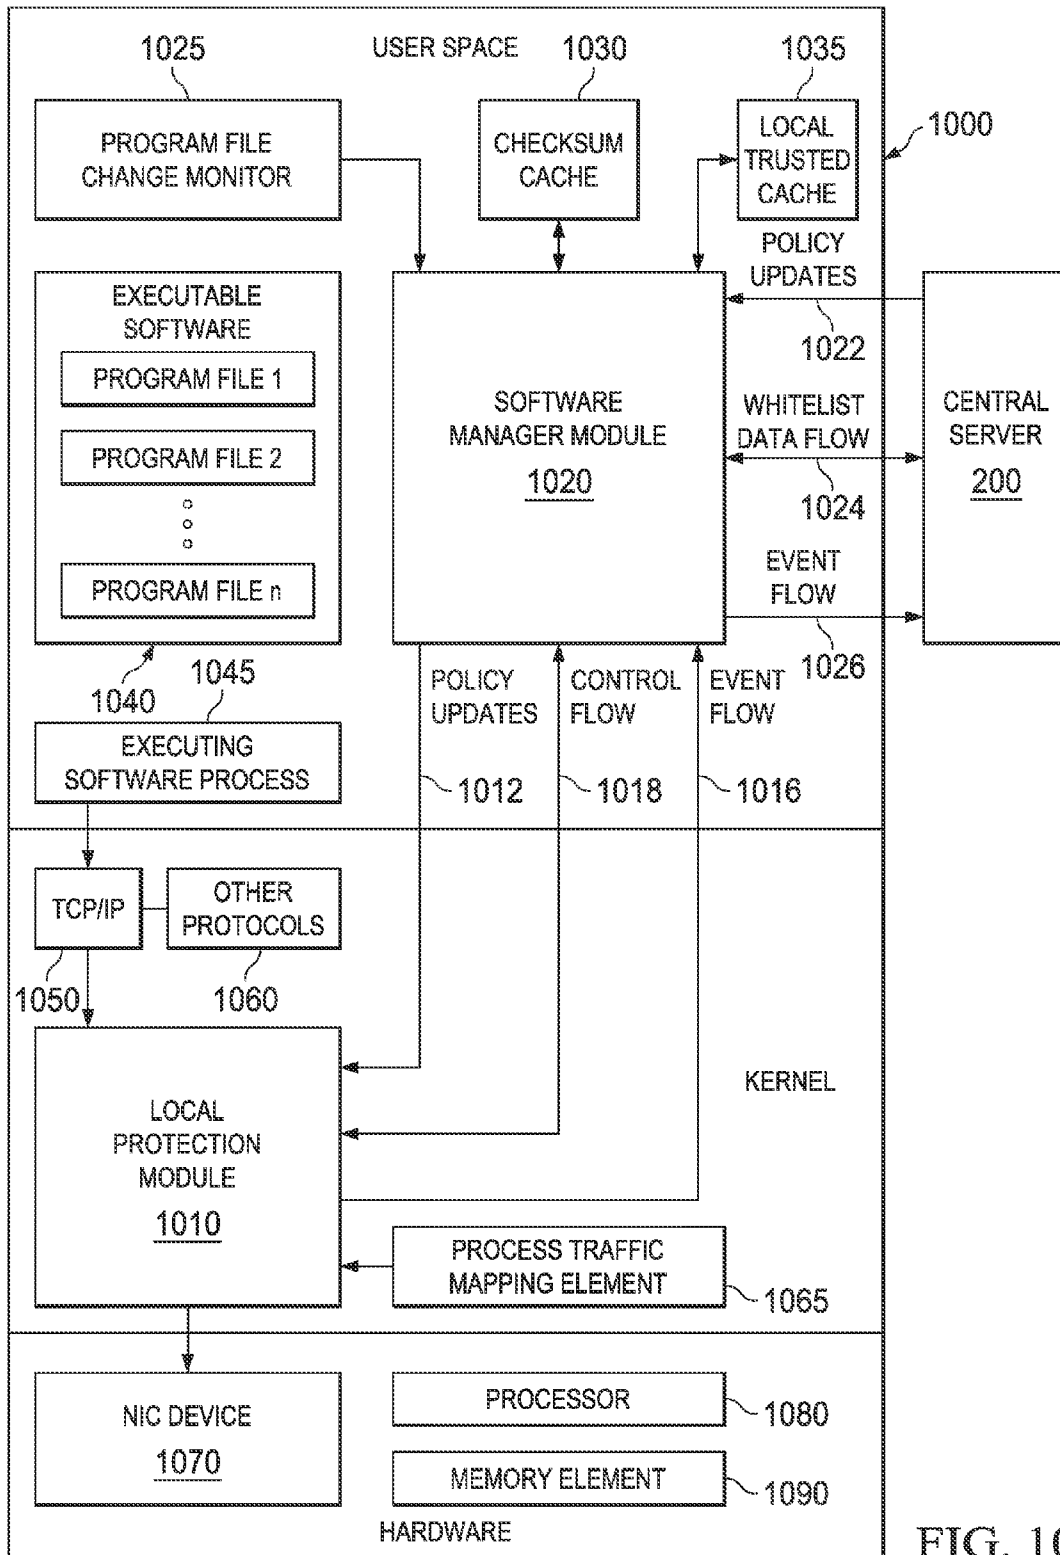 1025
USER SPACE
1030
1035
PROGRAM FILE
CHANGE MONITOR
CHECKSUM
CACHE
LOCAL
TRUSTED
CACHE
1000
POLICY
UPDATES
1022
EXECUTABLE
SOFTWARE
PROGRAM FILE 1
PROGRAM FILE 2
PROGRAM FILE n
1040
SOFTWARE
MANAGER MODULE
1020
WHITELIST
DATA FLOW
1024
CENTRAL
SERVER
200
EVENT
FLOW
1026
1045
EXECUTING
SOFTWARE PROCESS
POLICY
UPDATES
CONTROL
FLOW
EVENT
FLOW
1012
1018
1016
TCP/IP
OTHER
PROTOCOLS
1050
1060
KERNEL
LOCAL
PROTECTION
MODULE
1010
PROCESS TRAFFIC
MAPPING ELEMENT
1065
NIC DEVICE
1070
PROCESSOR
1080
MEMORY ELEMENT
1090
HARDWARE
FIG. 10